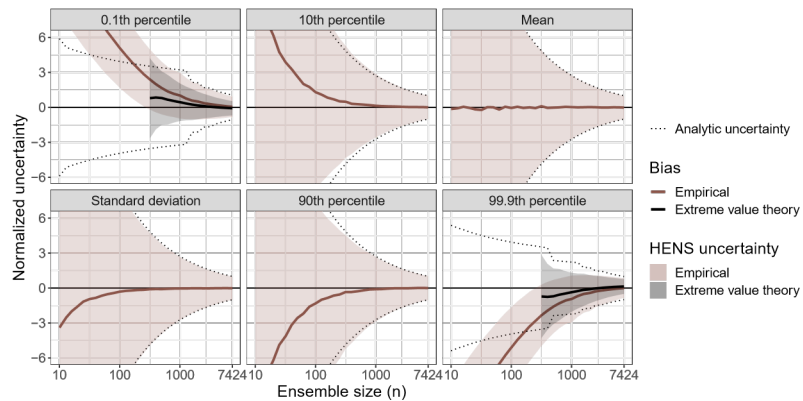 0.1th percentile
10th percentile
Mean
6
3
0
−3
−6
Normalized uncertainty
Standard deviation
90th percentile
99.9th percentile
6
3
0
−3
−6
10
100
1000
7424
10
100
1000
7424
10
100
1000
7424
Ensemble size (n)
Analytic uncertainty
Bias
Empirical
Extreme value theory
HENS uncertainty
Empirical
Extreme value theory